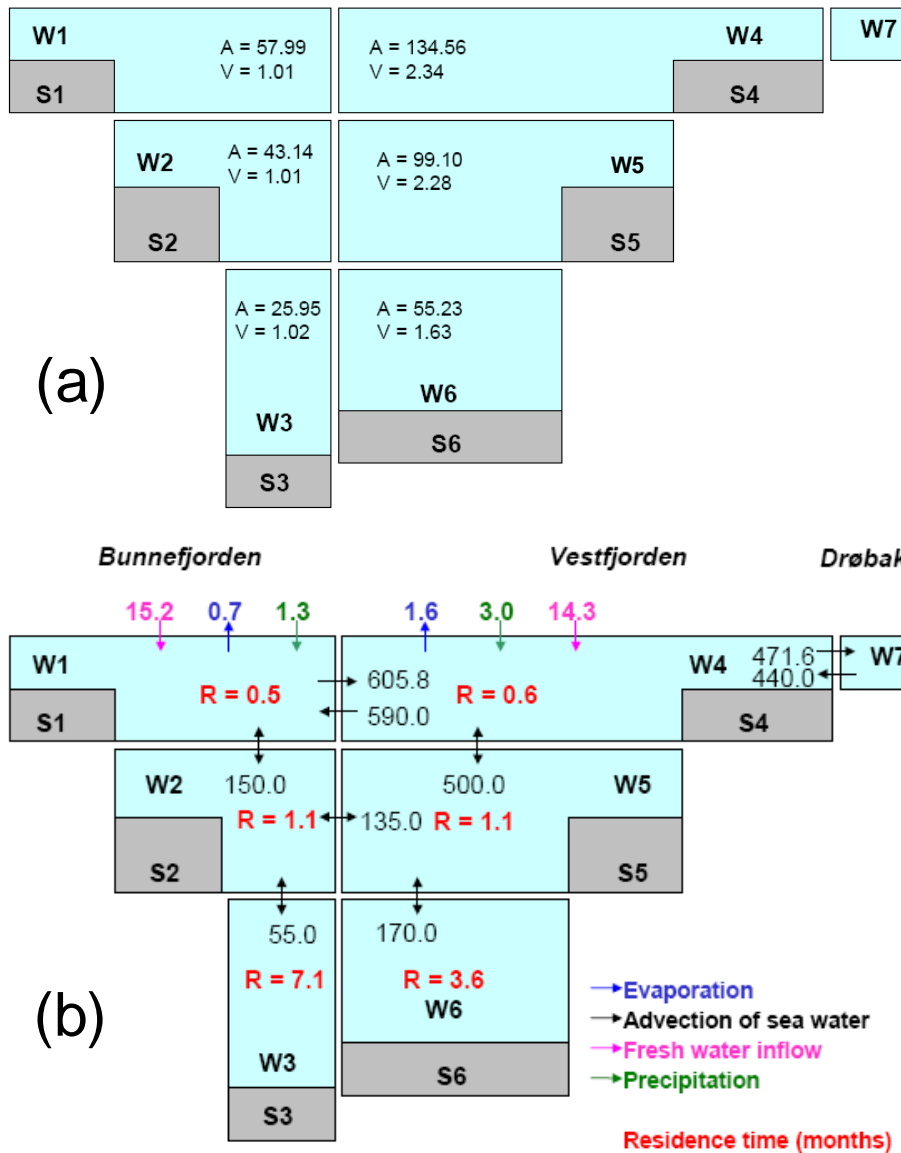 W1
A = 57.99
V = 1.01
S1
A = 134.56
V = 2.34
W4
S4
W7
W2
A = 43.14
V = 1.01
S2
A = 99.10
V = 2.28
W5
S5
A = 25.95
V = 1.02
W3
S3
A = 55.23
V = 1.63
W6
S6
(a)
Bunnefjorden Vestfjorden Drøbak
15.2 0.7 1.3 1.6 3.0 14.3
W1
R = 0.5
S1
605.8
590.0
R = 0.6
W4
S4
471.6
440.0
W7
W2
150.0
R = 1.1
S2
135.0
500.0
R = 1.1
W5
S5
55.0
R = 7.1
W3
S3
170.0
R = 3.6
W6
S6
(b)
Evaporation
Advection of sea water
Fresh water inflow
Precipitation
Residence time (months)